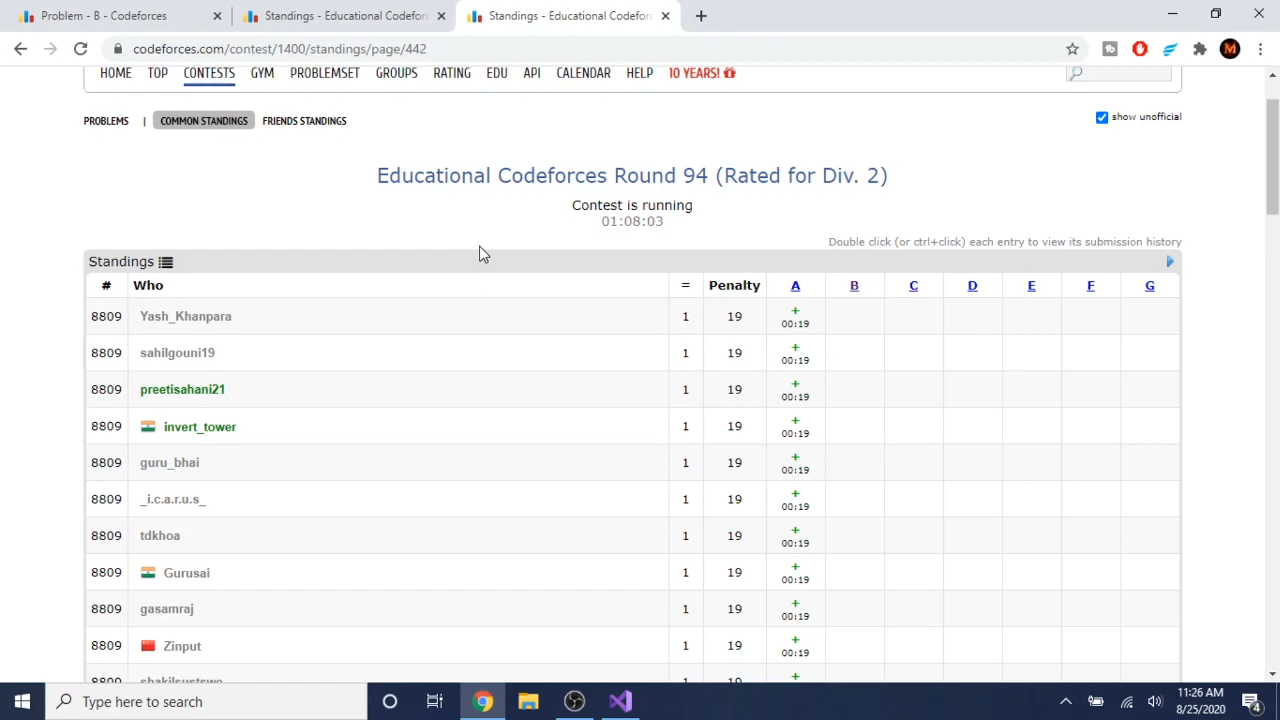 Problem - B - Codeforces
Standings - Educational Codefor
Standings - Educational Codefor
codeforces.com/contest/1400/standings/page/442
HOME TOP CONTESTS GYM PROBLEMSET GROUPS RATING EDU API CALENDAR HELP 10 YEARS!
PROBLEMS | COMMON STANDINGS FRIENDS STANDINGS
show unofficial
Educational Codeforces Round 94 (Rated for Div. 2)
Contest is running
01:08:03
Double click (or ctrl+click) each entry to view its submission history
Standings
# Who = Penalty A B C D E F G
8809 Yash_Khanpara 1 19 +
00:19
8809 sahilgouni19 1 19 +
00:19
8809 preetisahani21 1 19 +
00:19
8809 invert_tower 1 19 +
00:19
8809 guru_bhai 1 19 +
00:19
8809 _i.c.a.r.u.s_ 1 19 +
00:19
8809 tdkhoa 1 19 +
00:19
8809 Gurusai 1 19 +
00:19
8809 gasamraj 1 19 +
00:19
8809 Zinput 1 19 +
00:19
+
Type here to search
11:26 AM
8/25/2020
4